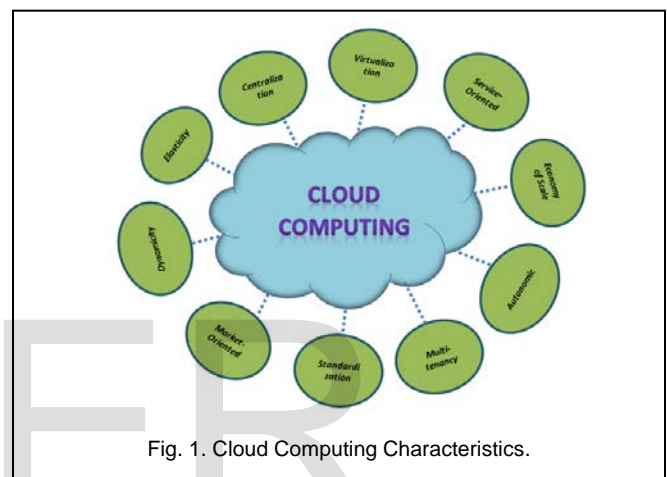 Virtualiza
tion
Service-
Oriented
Economy
of Scale
Autonomic
Multi-
tenancy
Standardi
zation
Market-
Oriented
Dynamicity
Elasticity
Centraliza
tion
CLOUD
COMPUTING
Fig. 1. Cloud Computing Characteristics.